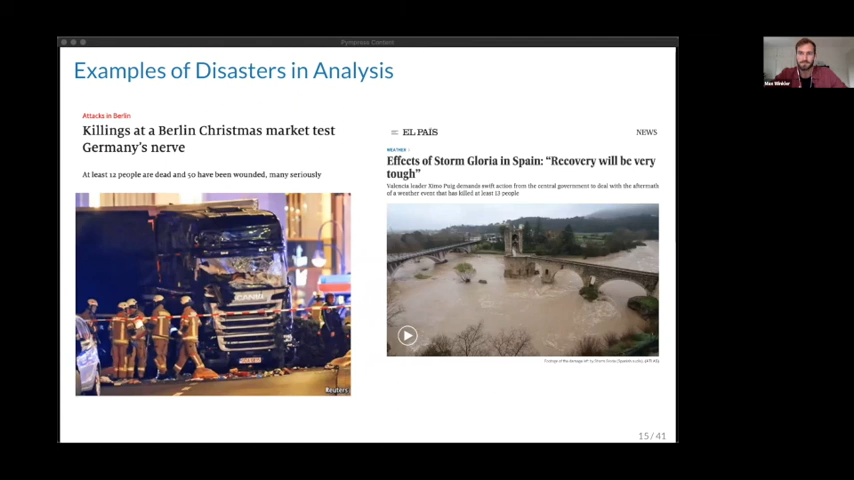 Pympress Content
Examples of Disasters in Analysis
Attacks in Berlin
Killings at a Berlin Christmas market test
Germany's nerve
At least 12 people are dead and 50 have been wounded, many seriously
SCANIA
Reuters
EL PAÍS
NEWS
WEATHER
Effects of Storm Gloria in Spain: “Recovery will be very
tough”
Valencia leader Ximo Puig demands swift action from the central government to deal with the aftermath
of a weather event that has killed at least 13 people
15/41
Max Winkler